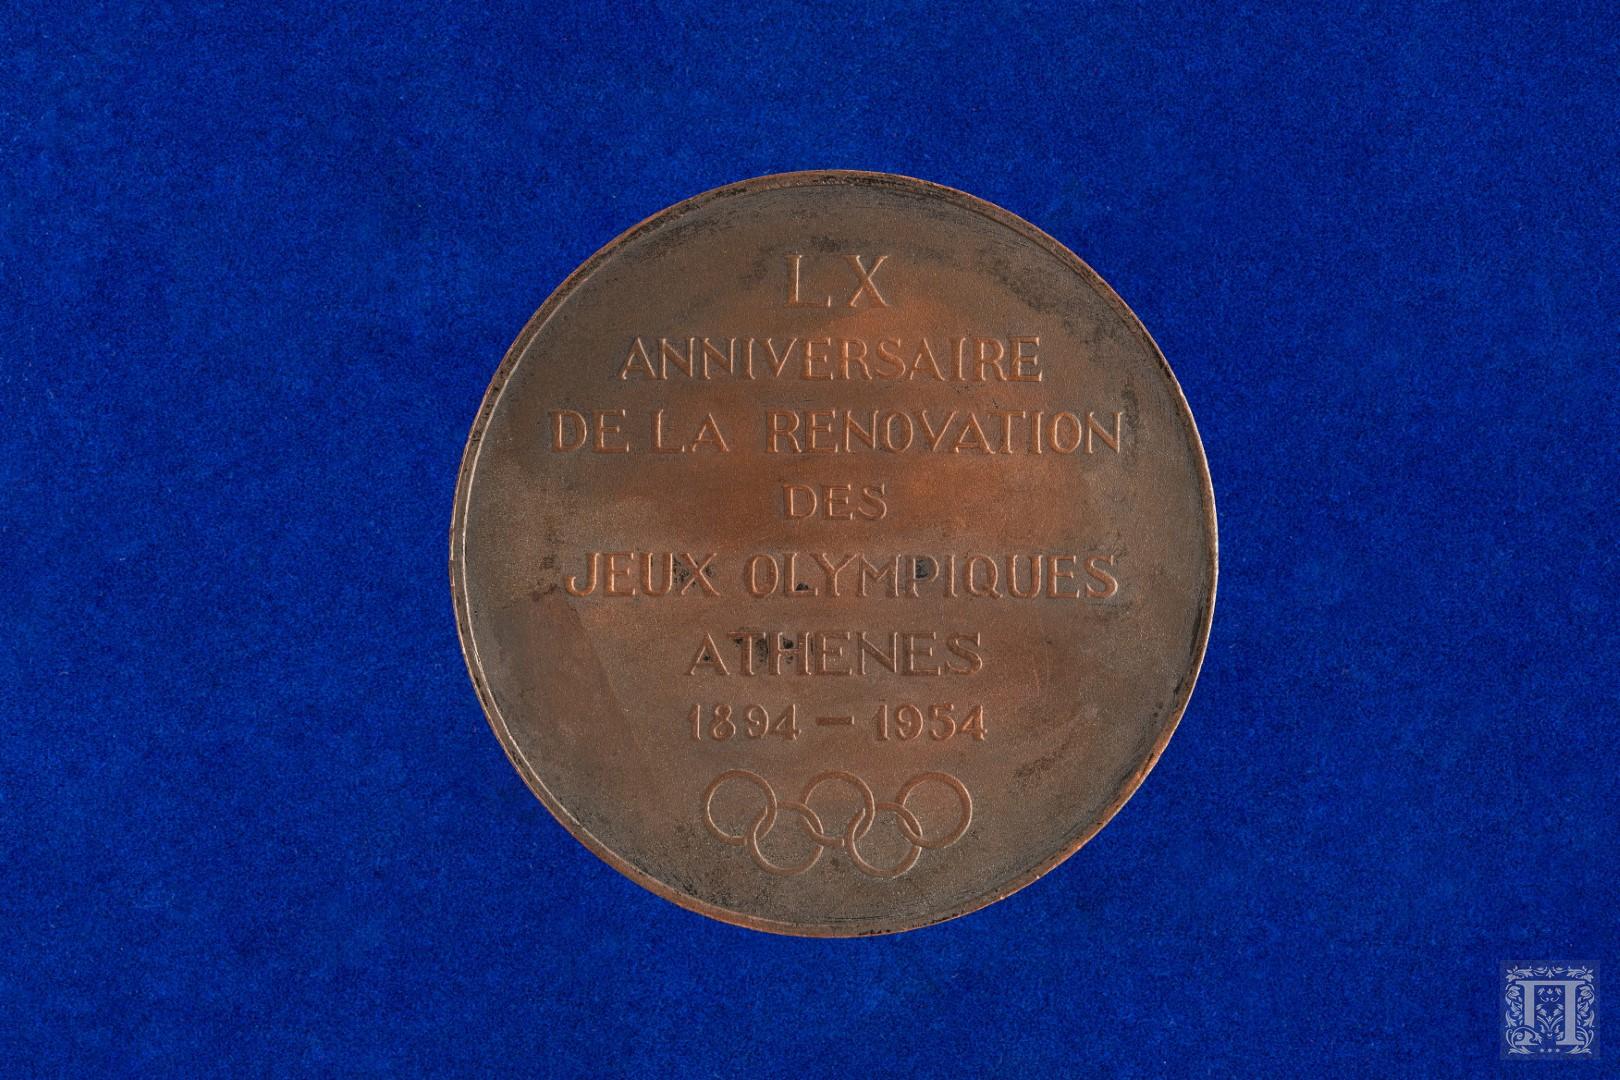 LX
ANNIVERSAIRE
DE LA RENOVATION
DES
JEUX OLYMPIQUES
ATHENES
1894 – 1954
П